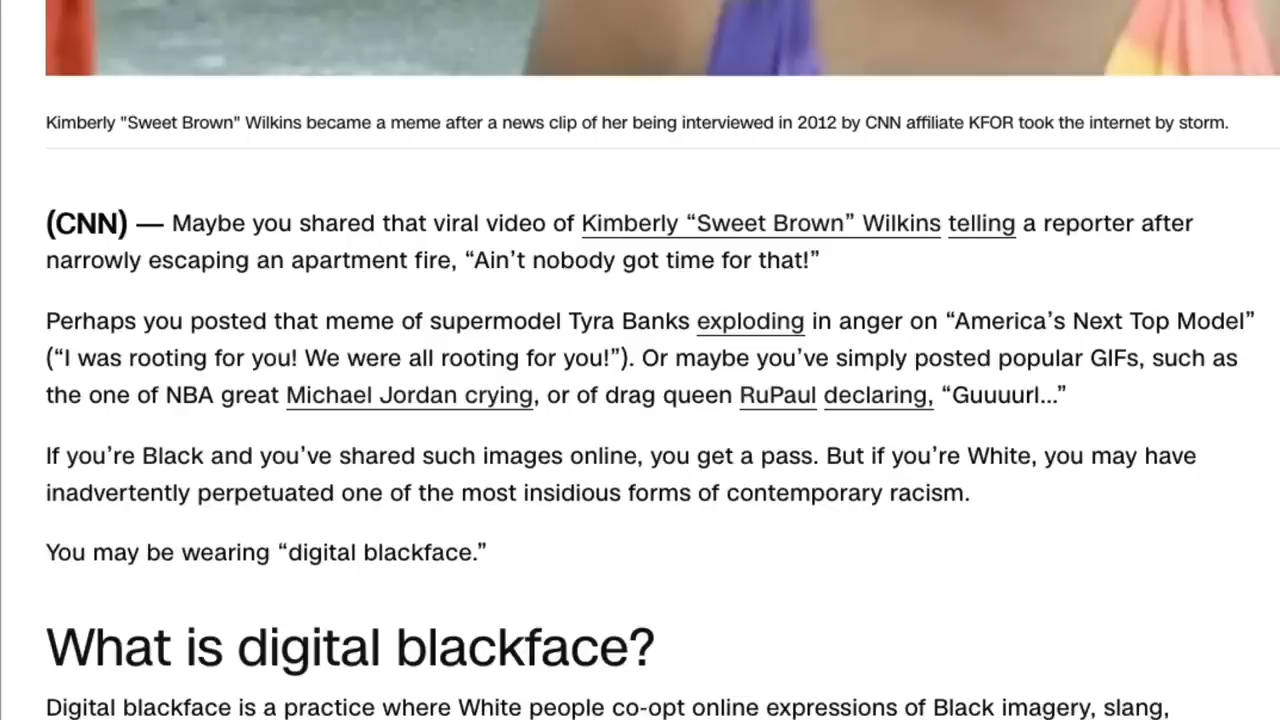 Kimberly "Sweet Brown" Wilkins became a meme after a news clip of her being interviewed in 2012 by CNN affiliate KFOR took the internet by storm.
(CNN) — Maybe you shared that viral video of Kimberly “Sweet Brown” Wilkins telling a reporter after
narrowly escaping an apartment fire, “Ain’t nobody got time for that!”
Perhaps you posted that meme of supermodel Tyra Banks exploding in anger on “America’s Next Top Model”
(“I was rooting for you! We were all rooting for you!”). Or maybe you’ve simply posted popular GIFs, such as
the one of NBA great Michael Jordan crying, or of drag queen RuPaul declaring, “Guuuurl...”
If you’re Black and you’ve shared such images online, you get a pass. But if you’re White, you may have
inadvertently perpetuated one of the most insidious forms of contemporary racism.
You may be wearing “digital blackface.”
What is digital blackface?
Digital blackface is a practice where White people co-opt online expressions of Black imagery, slang,